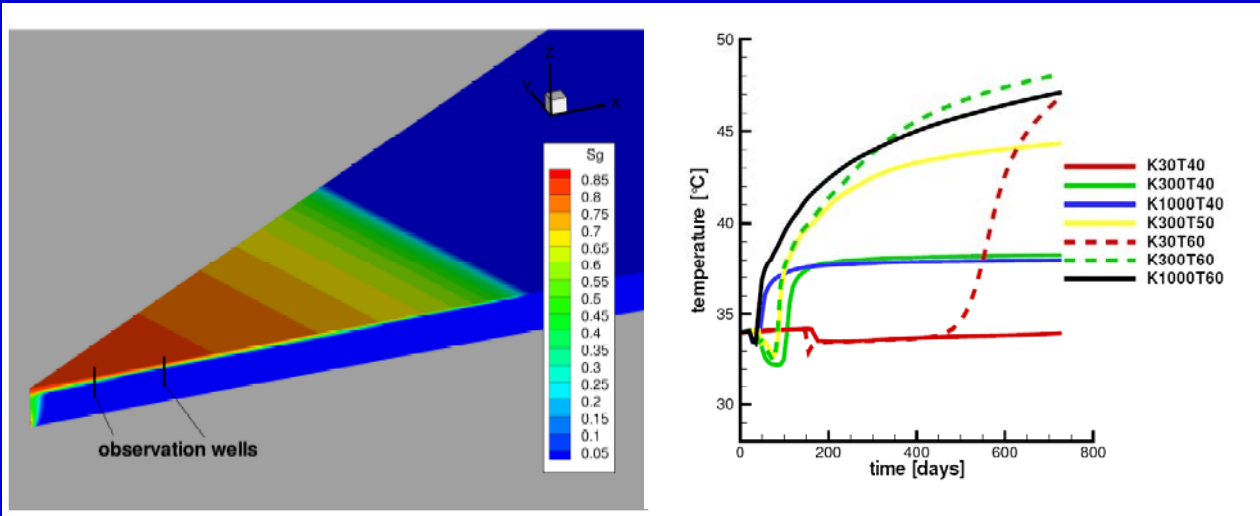 Z
Y
X
Sg
0.85
0.8
0.75
0.7
0.65
0.6
0.55
0.5
0.45
0.4
0.35
0.3
0.25
0.2
0.15
0.1
0.05
observation wells
50
45
40
35
30
temperature [°C]
0
200
400
600
800
time [days]
K30T40
K300T40
K1000T40
K300T50
K30T60
K300T60
K1000T60